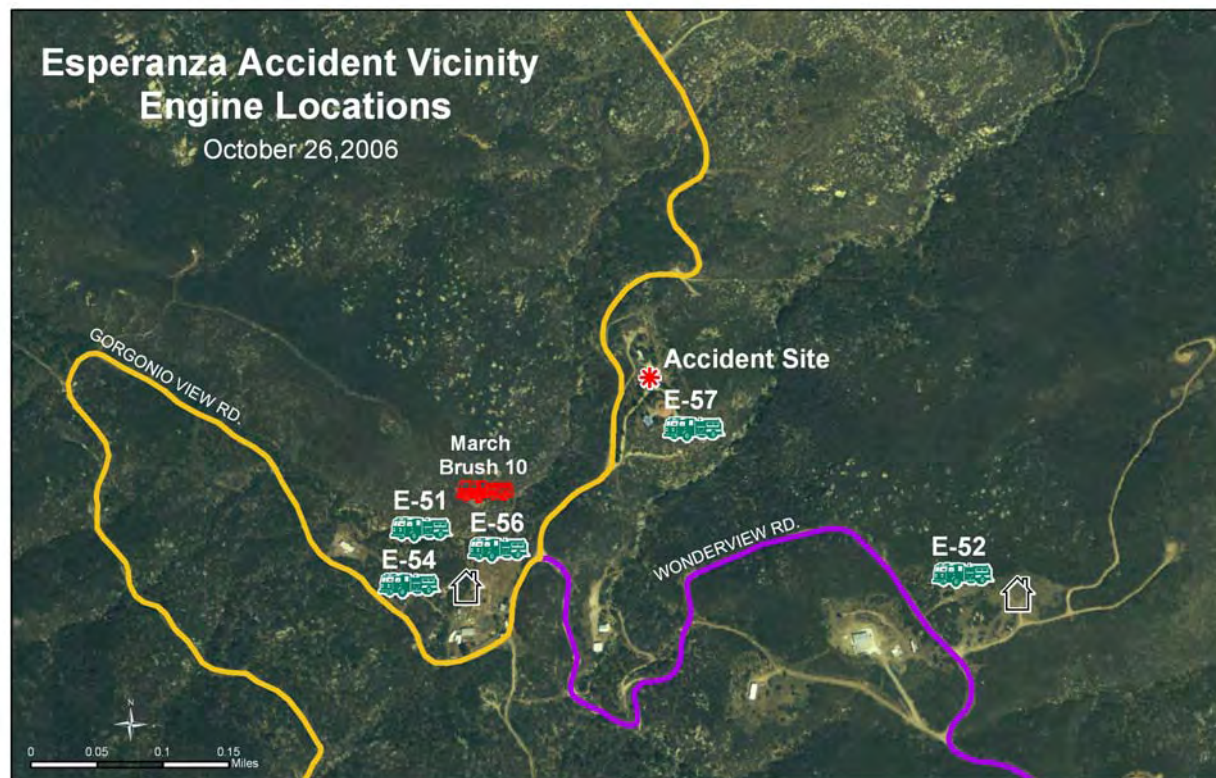 Esperanza Accident Vicinity
Engine Locations
October 26,2006
GORGONIO VIEW RD.
Accident Site
E-57
March
Brush 10
E-51
E-56
E-54
WONDERVIEW RD.
E-52
N
0 0.05 0.1 0.15
Miles